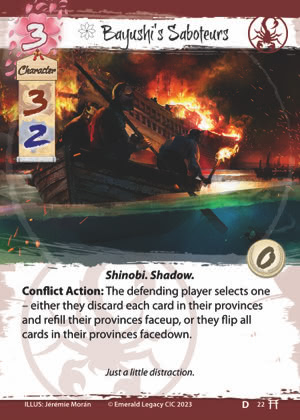 3
Bayushi's Saboteurs
Character
3
2
0
Shinobi. Shadow.
Conflict Action: The defending player selects one
– either they discard each card in their provinces
and refill their provinces faceup, or they flip all
cards in their provinces facedown.
Just a little distraction.
ILLUS: Jérémie Morán © Emerald Legacy CIC 2023 D 22